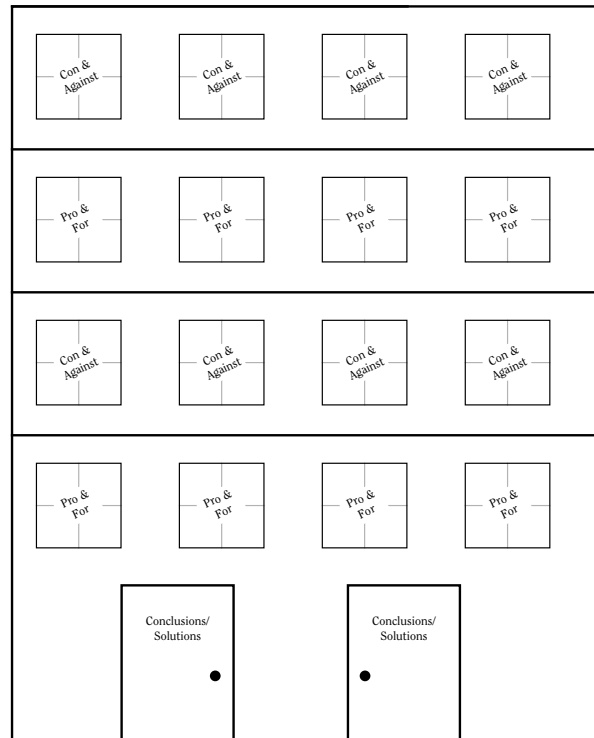 Con &
Against
Con &
Against
Con &
Against
Con &
Against
Pro &
For
Pro &
For
Pro &
For
Pro &
For
Con &
Against
Con &
Against
Con &
Against
Con &
Against
Pro &
For
Pro &
For
Pro &
For
Pro &
For
Conclusions/
Solutions
Conclusions/
Solutions